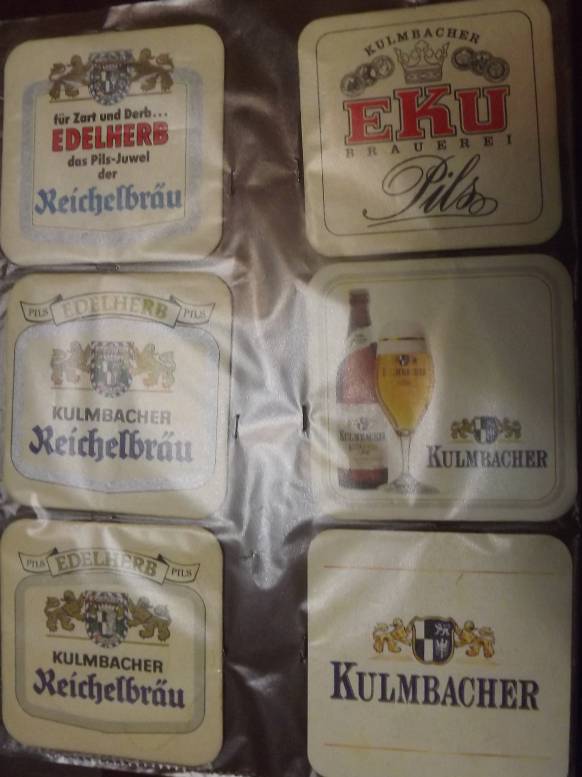 für Zart und Derb...
EDELHERB
das Pils-Juwel
der
Reichelbräu
KULMBACHER
EKU
BRAUEREI
Pils
PILS EDELHERB PILS
KULMBACHER
Reichelbräu
KULMBACHER
KULMBACHER
PILS EDELHERB PILS
KULMBACHER
Reichelbräu
KULMBACHER